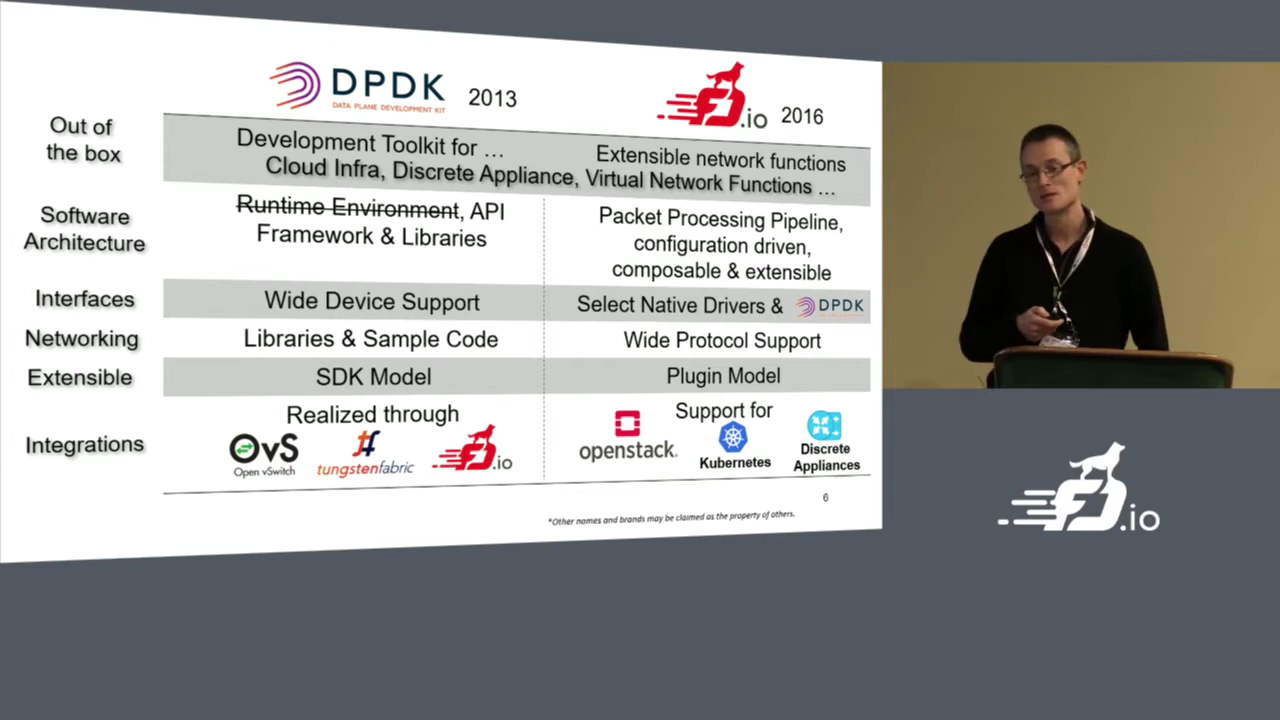 DPDK
DATA PLANE DEVELOPMENT KIT
2013
.io 2016
Out of
the box
Development Toolkit for …
Extensible network functions
Cloud Infra, Discrete Appliance, Virtual Network Functions …
Software
Architecture
Runtime Environment, API
Framework & Libraries
Packet Processing Pipeline,
configuration driven,
composable & extensible
Interfaces
Wide Device Support
Select Native Drivers & DPDK
Networking
Libraries & Sample Code
Wide Protocol Support
Extensible
SDK Model
Plugin Model
Integrations
Realized through
OvS
Open vSwitch
tf
tungstenfabric
.io
Support for
openstack.
Kubernetes
Discrete
Appliances
6
*Other names and brands may be claimed as the property of others.
.io